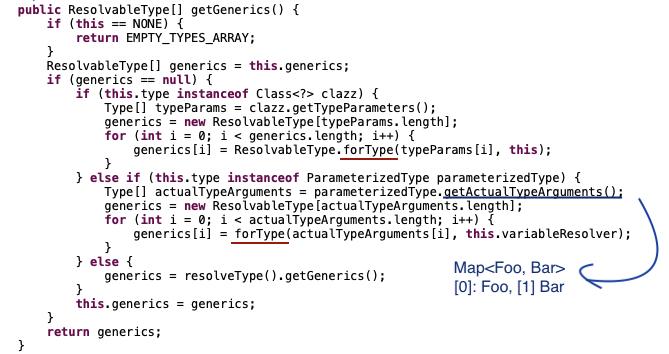 public ResolvableType[] getGenerics() {
if (this == NONE) {
return EMPTY_TYPES_ARRAY;
}
ResolvableType[] generics = this.generics;
if (generics == null) {
if (this.type instanceof Class<?> clazz) {
Type[] typeParams = clazz.getTypeParameters();
generics = new ResolvableType[typeParams.length];
for (int i = 0; i < generics.length; i++) {
generics[i] = ResolvableType.forType(typeParams[i], this);
}
} else if (this.type instanceof ParameterizedType parameterizedType) {
Type[] actualTypeArguments = parameterizedType.getActualTypeArguments();
generics = new ResolvableType[actualTypeArguments.length];
for (int i = 0; i < actualTypeArguments.length; i++) {
generics[i] = forType(actualTypeArguments[i], this.variableResolver);
}
} else {
generics = resolveType().getGenerics();
}
this.generics = generics;
}
return generics;
}
Map<Foo, Bar>
[0]: Foo, [1] Bar